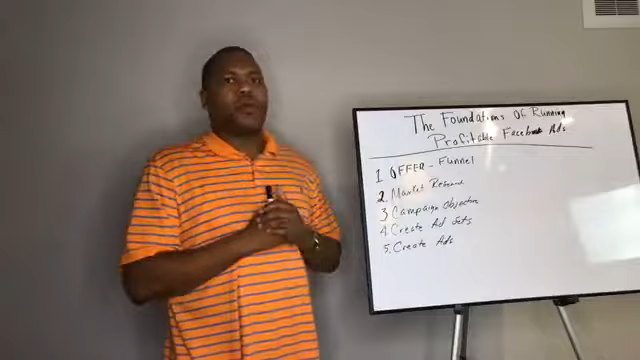 The Foundations Of Running
Profitable Facebook Ads
1 OFFER - Funnel
2. Market Research
3 Campaign Objective
4. Create Ad Sets
5. Create Ads